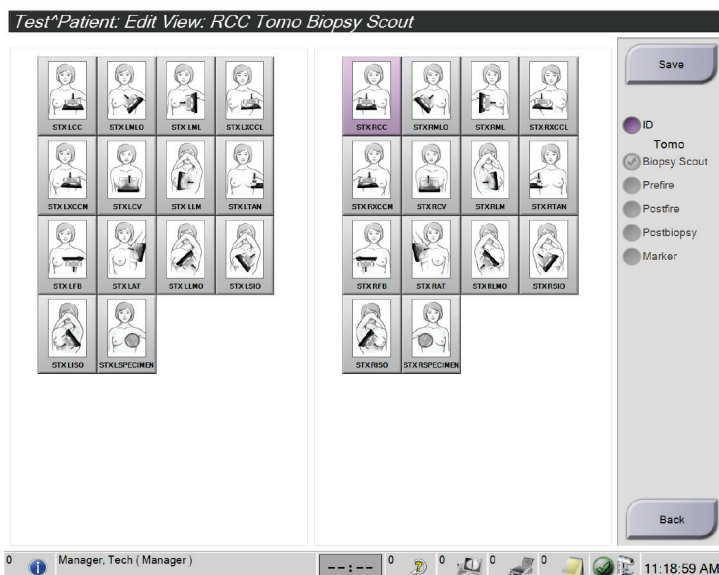 Test^Patient: Edit View: RCC Tomo Biopsy Scout
STX LCC STX LMLO STX LML STX LXCCL
STX LXCCM STX LCV STX LLM STX LTAN
STX LFB STX LAT STX LLMO STX LSIO
STX LISO STX LSPECIMEN
STX RCC STX RMLO STX RML STX RXCCL
STX RXCCM STX RCV STX RLM STX RTAN
STX RFB STX RAT STX RLMO STX RSIO
STX RISO STX RSPECIMEN
Save
ID
Tomo
Biopsy Scout
Prefire
Postfire
Postbiopsy
Marker
Back
0 Manager, Tech ( Manager ) --:-- 0 0 0 0 11:18:59 AM